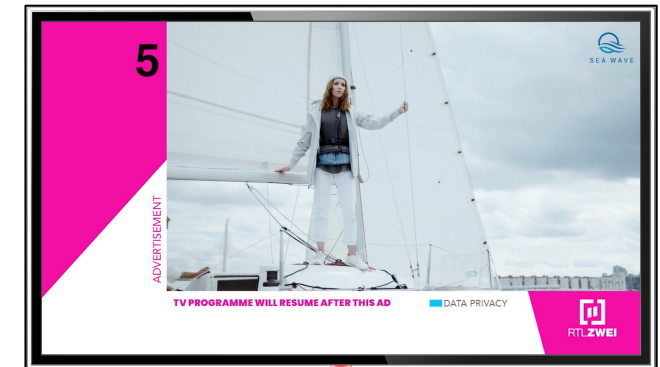 5
SEA WAVE
ADVERTISEMENT
TV PROGRAMME WILL RESUME AFTER THIS AD
DATA PRIVACY
RTLZWEI